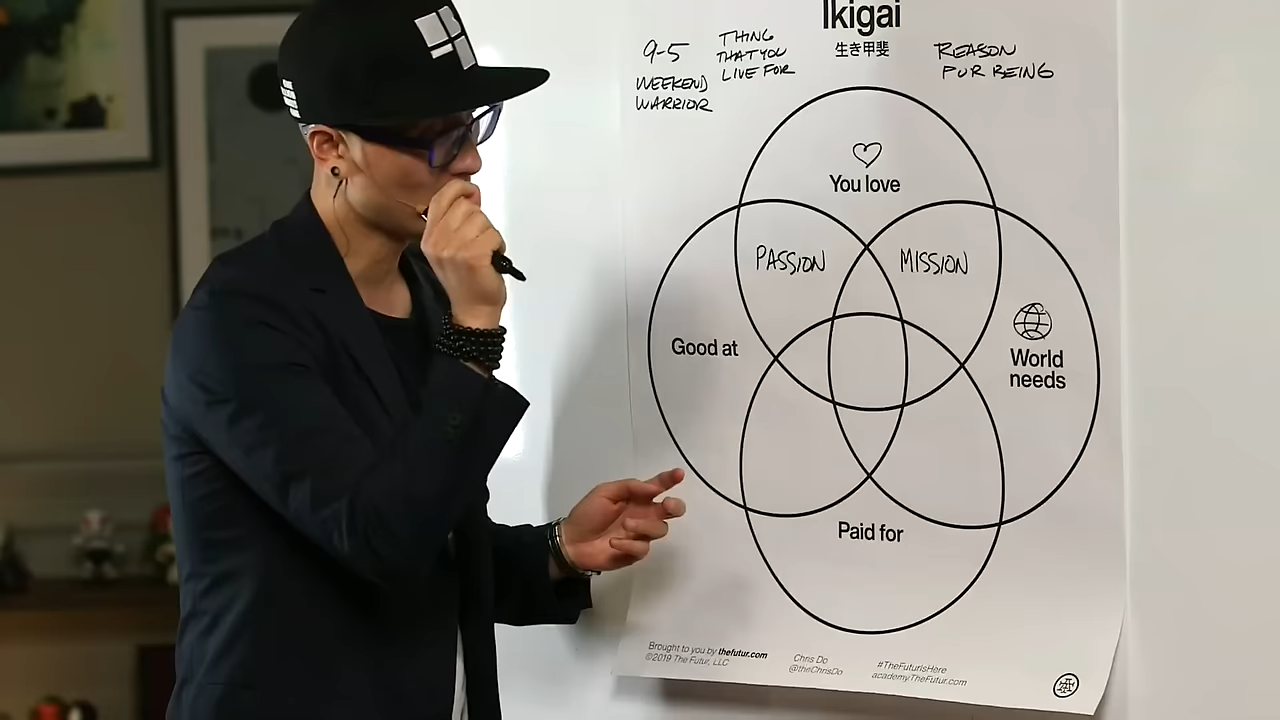 Ikigai
生き甲斐
9-5
WEEKEND
WARRIOR
THING
THAT YOU
LIVE FOR
REASON
FUR BEING
You love
PASSION
MISSION
Good at
World
needs
Paid for
Brought to you by thefutur.com
©2019 The Futur, LLC
Chris Do
@theChrisDo
#TheFuturIsHere
academy.TheFutur.com